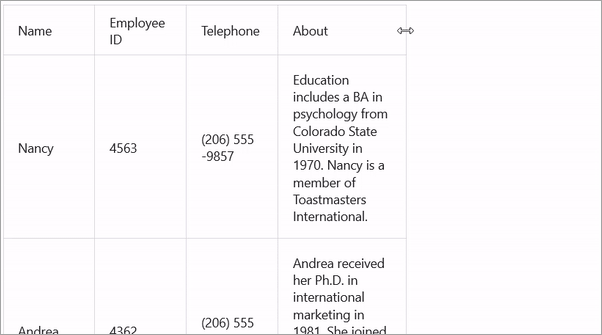 Name
Employee
ID
Telephone
About
Nancy
4563
(206) 555
-9857
Education
includes a BA in
psychology from
Colorado State
University in
1970. Nancy is a
member of
Toastmasters
International.
Andrea
4362
(206) 555
Andrea received
her Ph.D. in
international
marketing in
1981. She joined